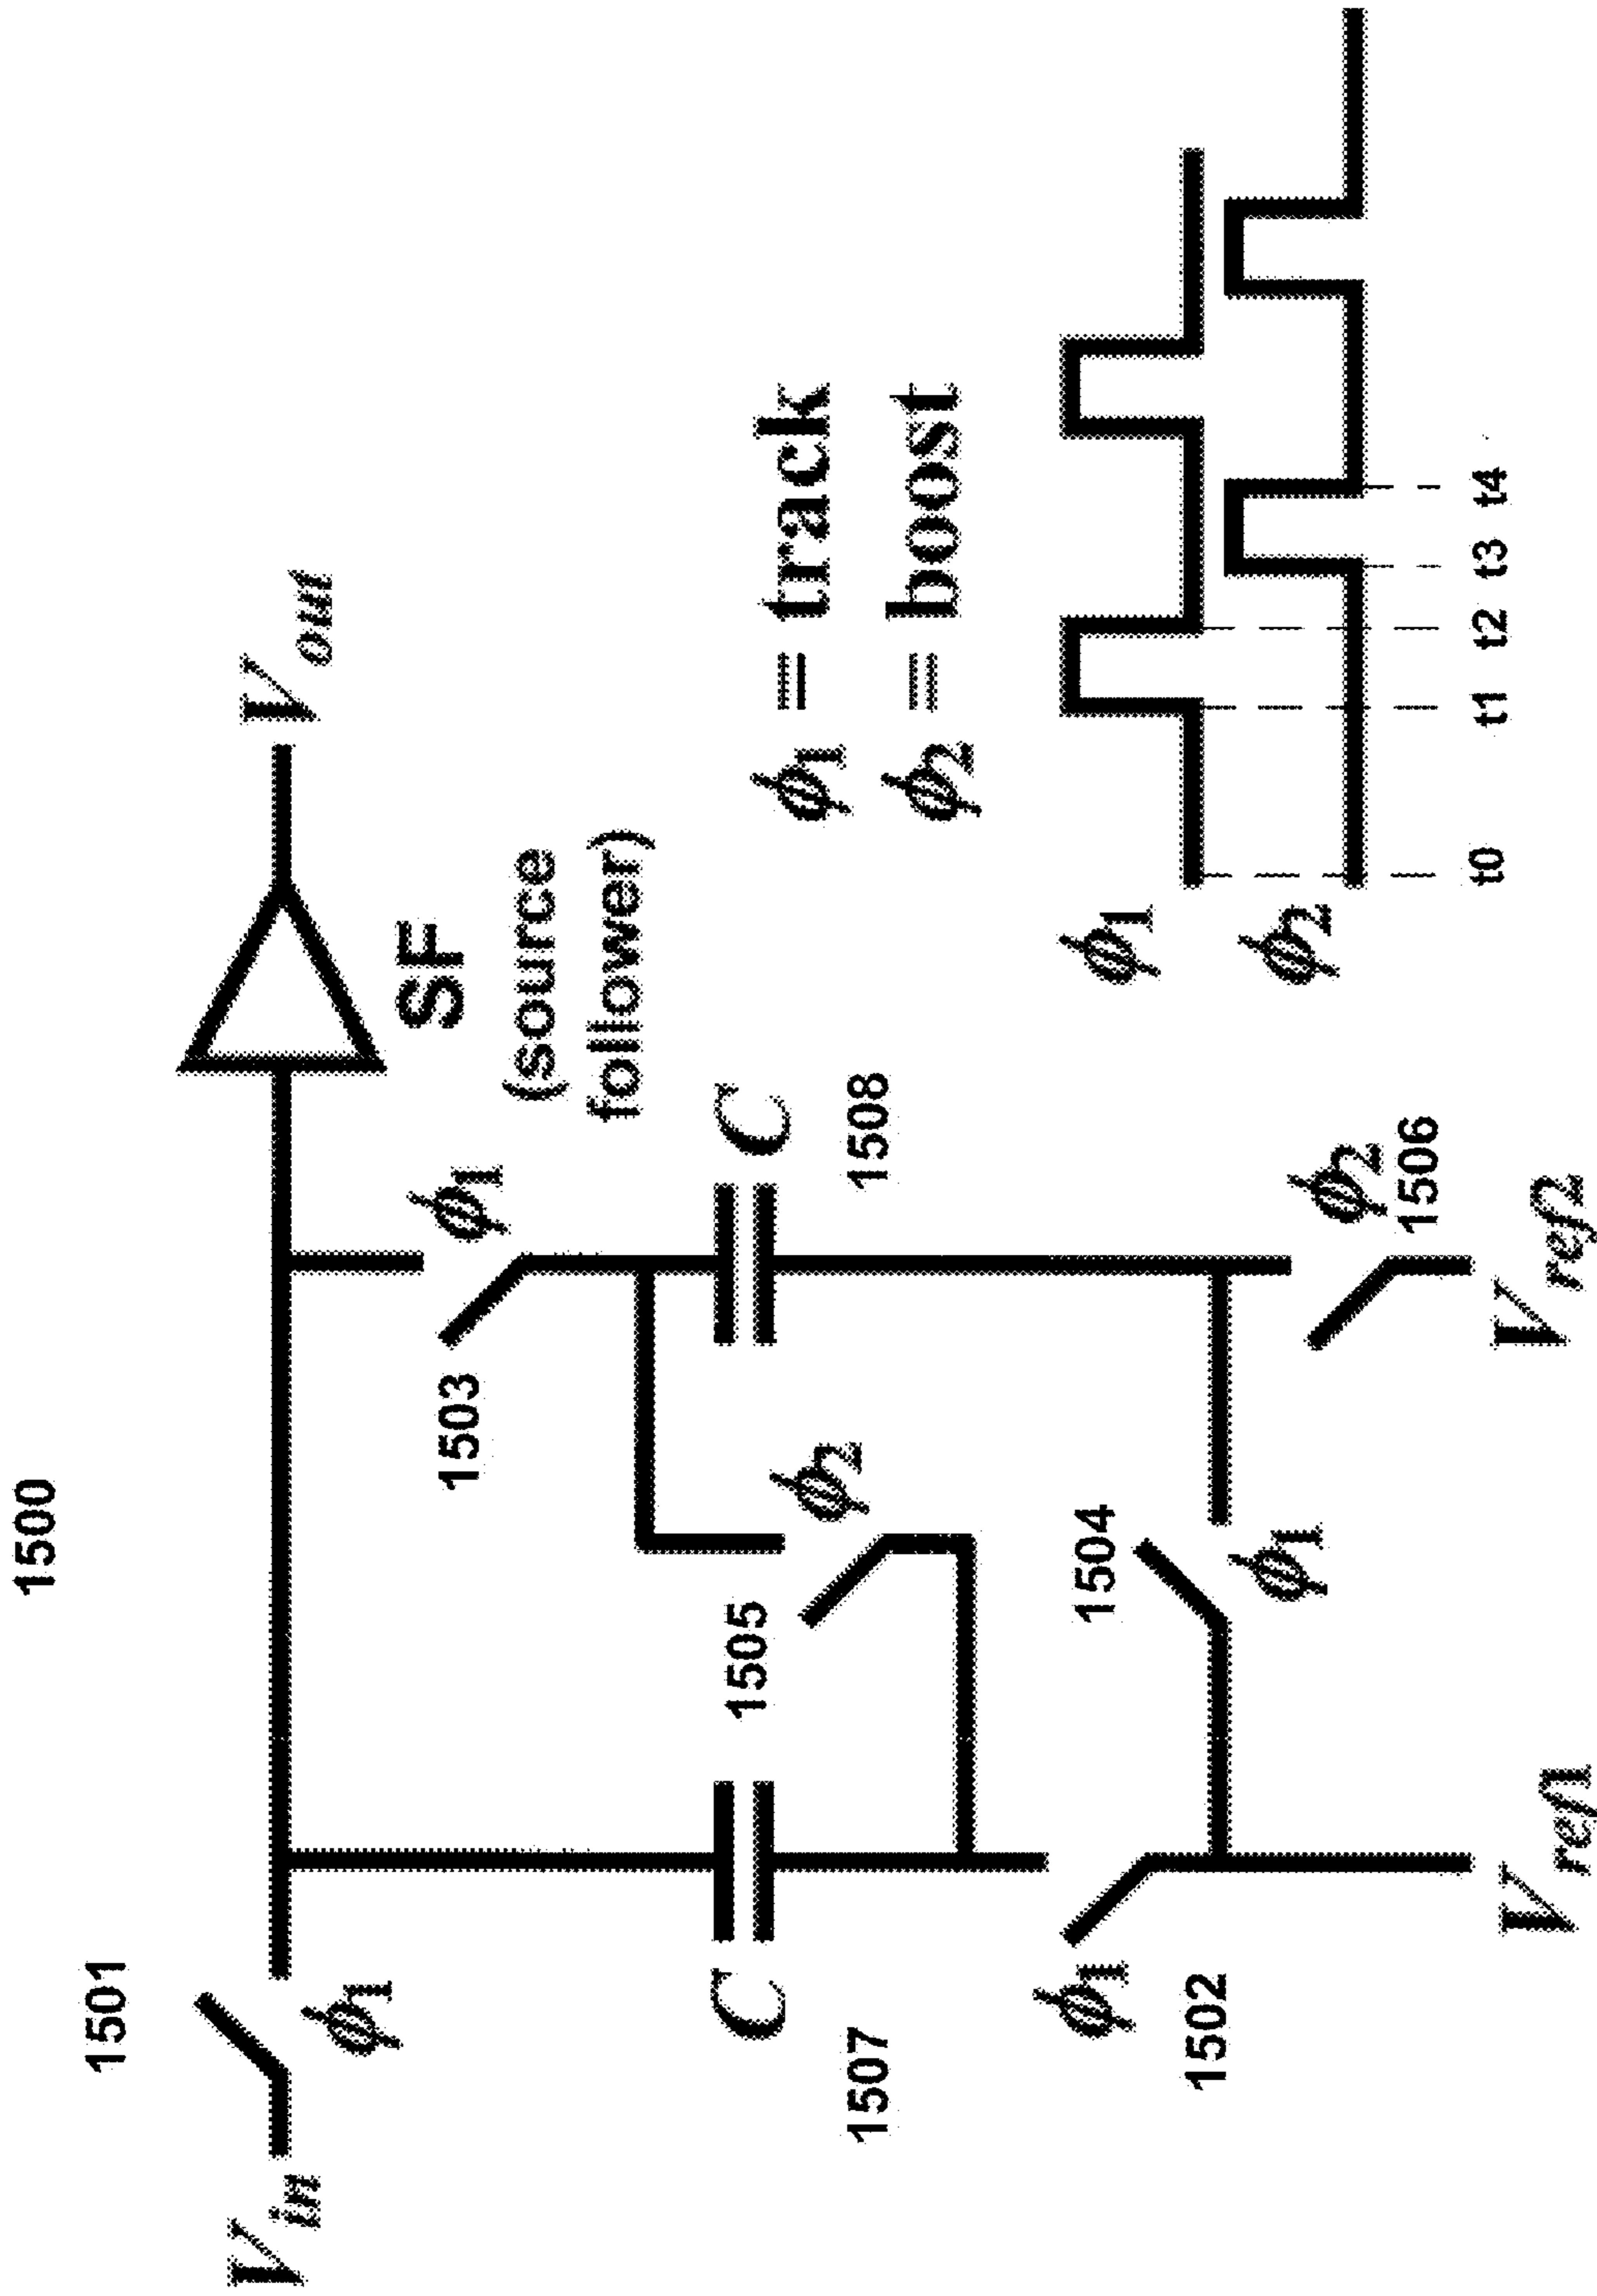 1500
1501
V_in
ϕ1
V_out
SF
(source
follower)
1503
ϕ1
C
1507
1505
ϕ2
C
1508
ϕ1
1502
1504
ϕ1
ϕ2
1506
V_ref1
V_ref2
ϕ1 = track
ϕ2 = boost
ϕ1
ϕ2
t0 t1 t2 t3 t4